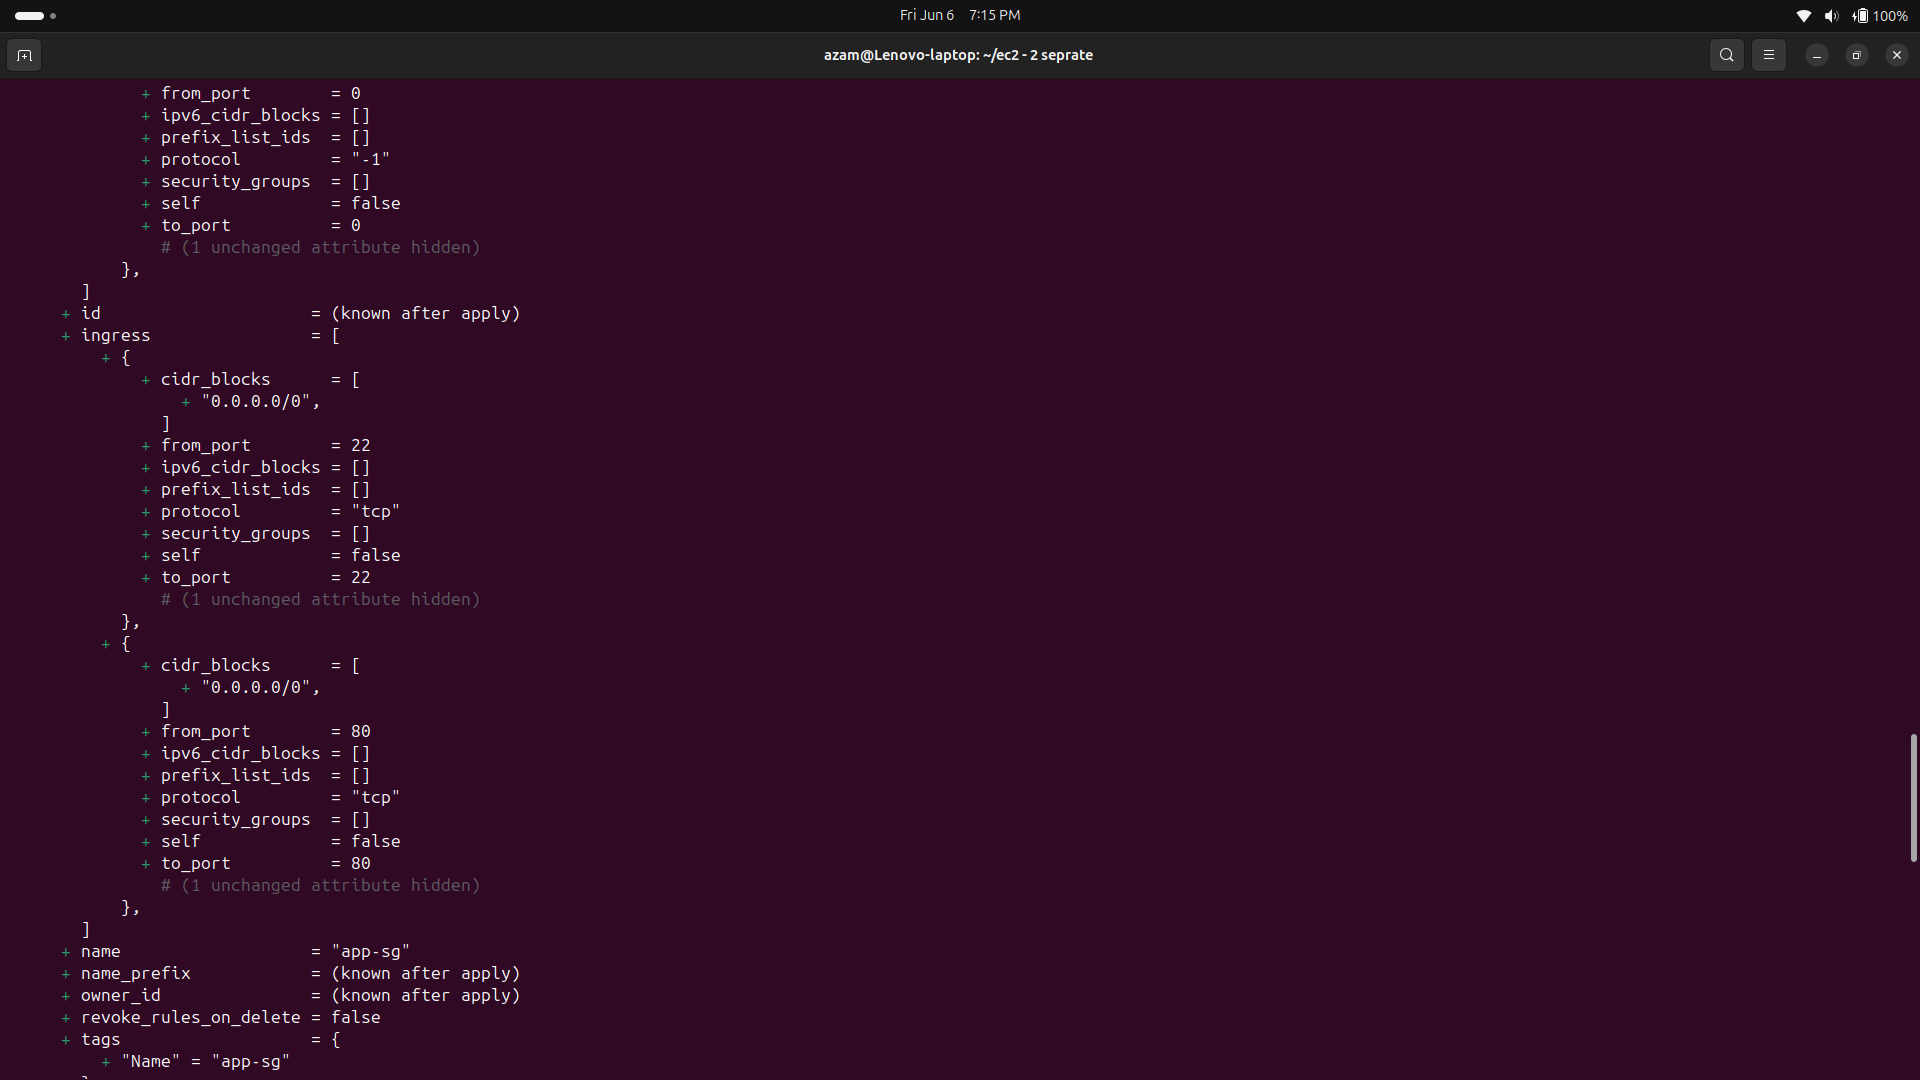 Fri Jun 6 7:15 PM
100%
azam@Lenovo-laptop: ~/ec2 - 2 seprate
              + from_port        = 0
              + ipv6_cidr_blocks = []
              + prefix_list_ids  = []
              + protocol         = "-1"
              + security_groups  = []
              + self             = false
              + to_port          = 0
                # (1 unchanged attribute hidden)
            },
        ]
      + id                     = (known after apply)
      + ingress                = [
          + {
              + cidr_blocks      = [
                  + "0.0.0.0/0",
                ]
              + from_port        = 22
              + ipv6_cidr_blocks = []
              + prefix_list_ids  = []
              + protocol         = "tcp"
              + security_groups  = []
              + self             = false
              + to_port          = 22
                # (1 unchanged attribute hidden)
            },
          + {
              + cidr_blocks      = [
                  + "0.0.0.0/0",
                ]
              + from_port        = 80
              + ipv6_cidr_blocks = []
              + prefix_list_ids  = []
              + protocol         = "tcp"
              + security_groups  = []
              + self             = false
              + to_port          = 80
                # (1 unchanged attribute hidden)
            },
        ]
      + name                   = "app-sg"
      + name_prefix            = (known after apply)
      + owner_id               = (known after apply)
      + revoke_rules_on_delete = false
      + tags                   = {
          + "Name" = "app-sg"